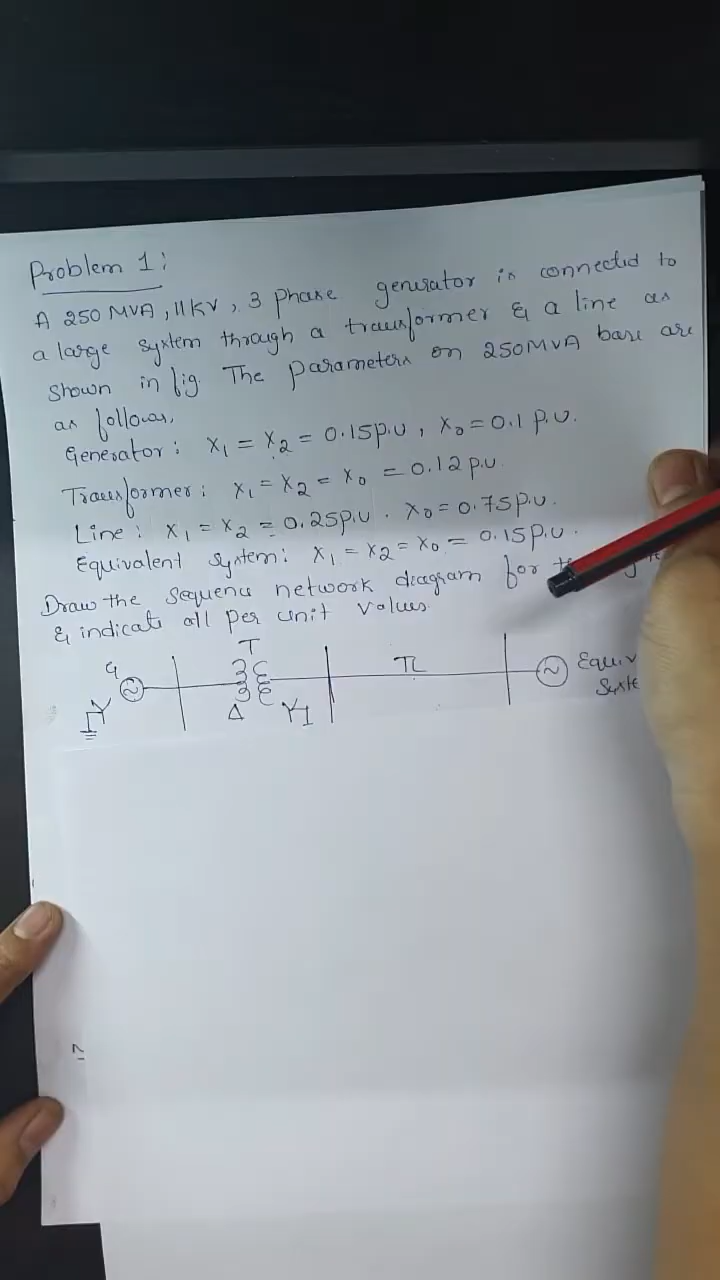 Problem 1:
A 250 MVA, 11KV, 3 phase generator is connected to
a large system through a transformer & a line as
shown in fig. The parameters on 250MVA base are
as follows.
Generator: X1 = X2 = 0.15p.u, X0 = 0.1 p.u.
Transformer: X1 = X2 = X0 = 0.12 p.u.
Line: X1 = X2 = 0.25p.u. X0 = 0.75p.u.
Equivalent System: X1 = X2 = X0 = 0.15p.u.
Draw the sequence network diagram for
& indicate all per unit values.
G T TL Equiv
Syste
Δ Y